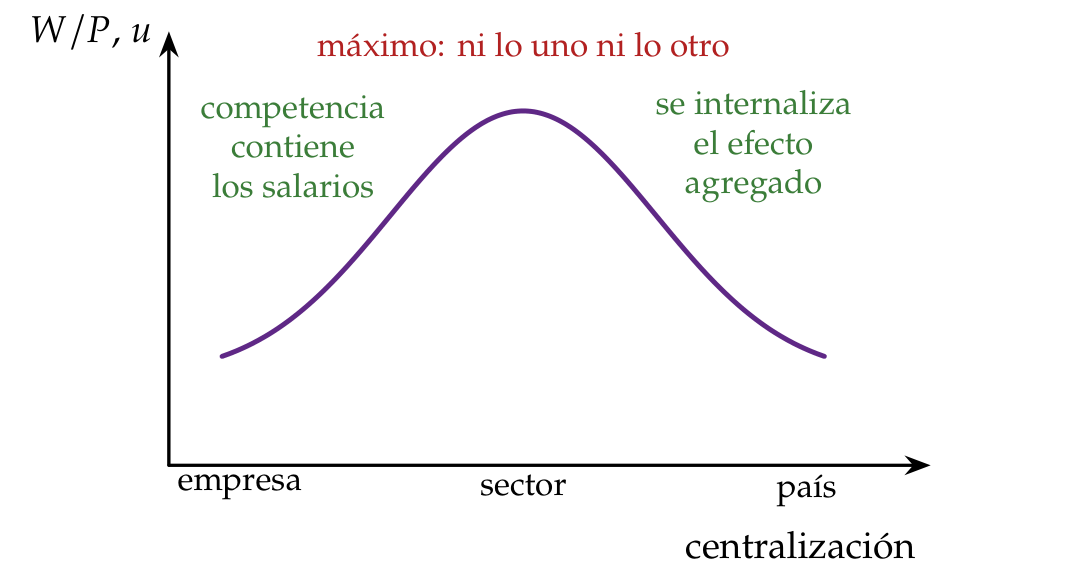 W/P, u
máximo: ni lo uno ni lo otro
competencia
contiene
los salarios
se internaliza
el efecto
agregado
empresa
sector
país
centralización